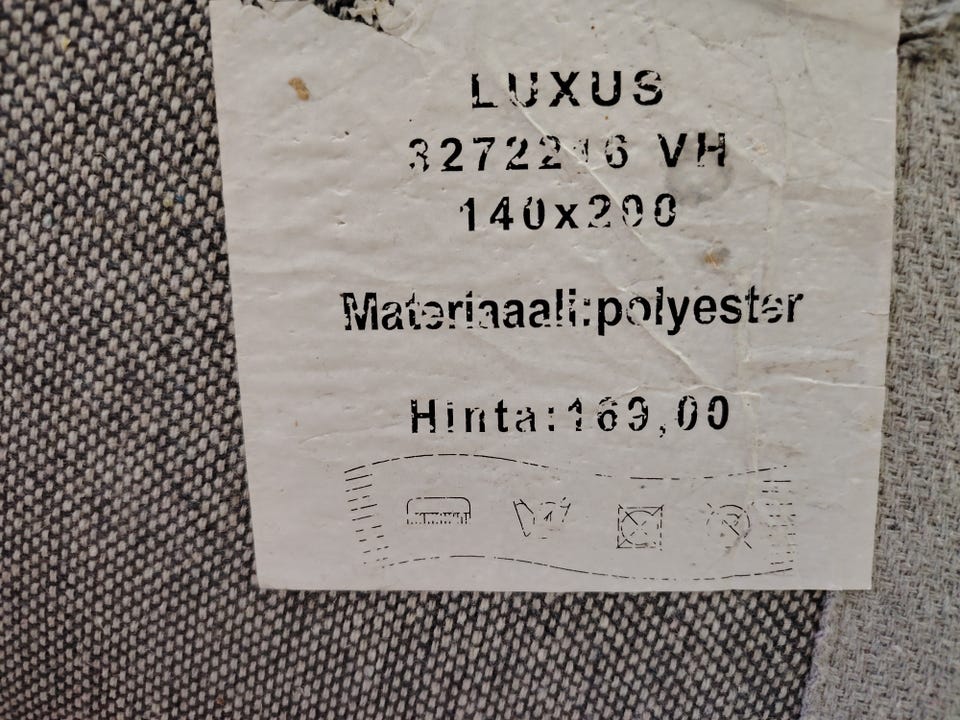 LUXUS
3272216 VH
140x200
Materiaaali:polyester
Hinta:169,00